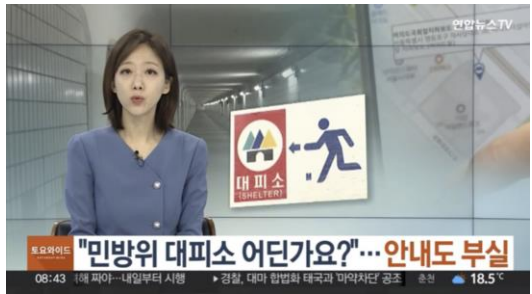 연합뉴스TV
대피소
(SHELTER)
토요와이드
"민방위 대피소 어딘가요?"…안내도 부실
08:43 해 짜야…내일부터 시행 ▶경찰, 대마 합법화 태국과 '마약차단' 공조 춘천 18.5℃